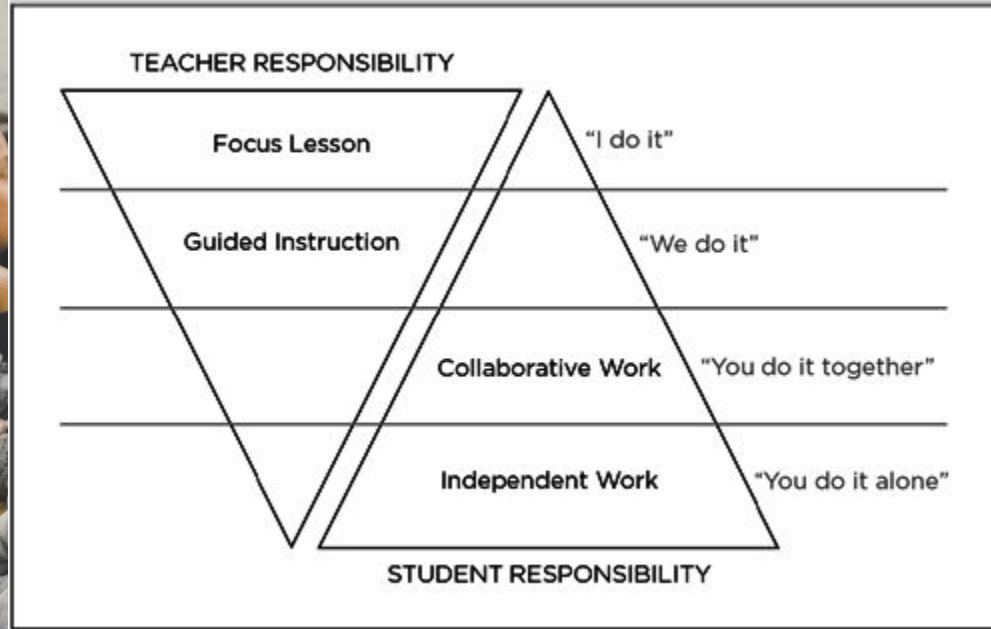 TEACHER RESPONSIBILITY
Focus Lesson
“I do it”
Guided Instruction
“We do it”
Collaborative Work
“You do it together”
Independent Work
“You do it alone”
STUDENT RESPONSIBILITY